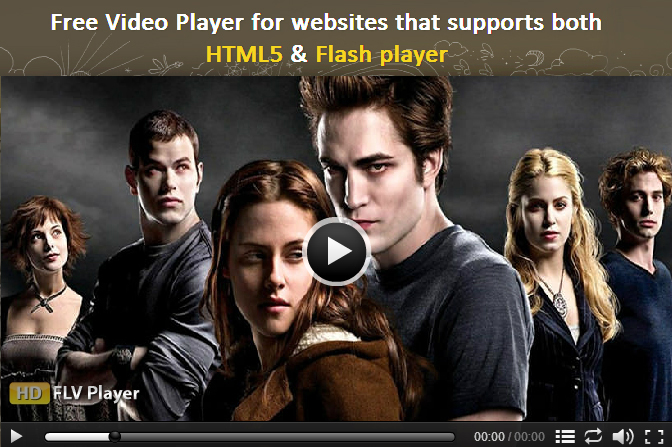 Free Video Player for websites that supports both
HTML5 & Flash player
HD FLV Player
00:00 / 00:00